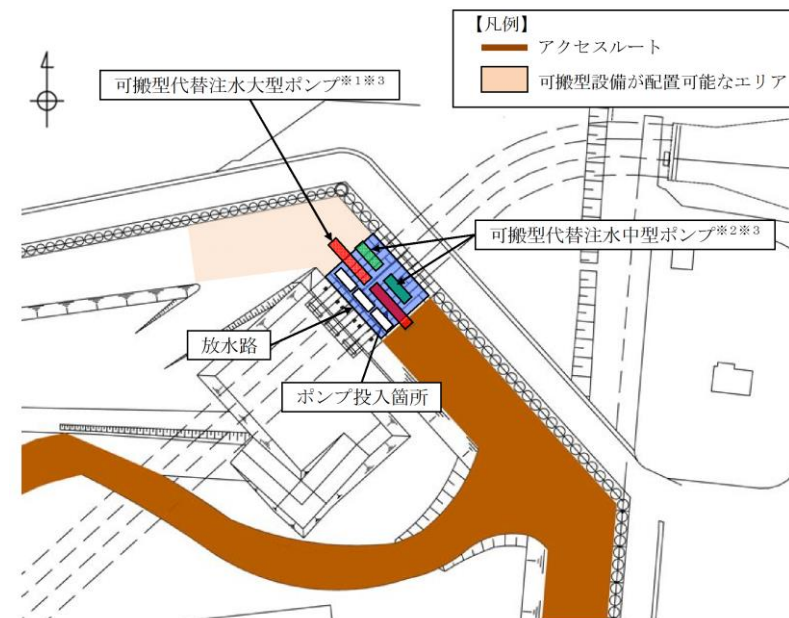 【凡例】
アクセスルート
可搬型設備が配置可能なエリア
可搬型代替注水大型ポンプ※1※3
可搬型代替注水中型ポンプ※2※3
放水路
ポンプ投入箇所